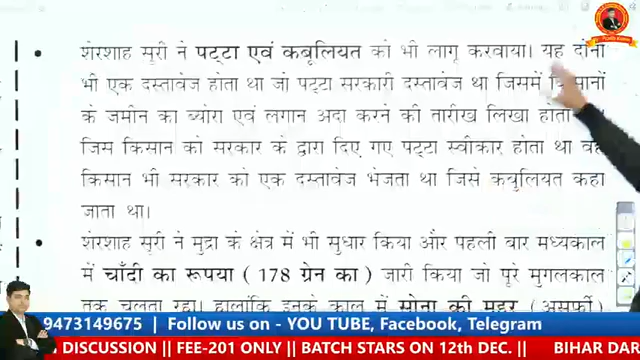 शेरशाह सूरी ने पट्टा एवं कबूलियत को भी लागू करवाया। यह दोनों
भी एक दस्तावेज होता था जो पट्टा सरकारी दस्तावेज था जिसमें
के जमीन का ब्योरा एवं लगान अदा करने की तारीख लिखा होता
जिस किसान को सरकार के द्वारा दिए गए पट्टा स्वीकार होता था वह
किसान भी सरकार को एक दस्तावेज भेजता था जिसे कबुलियत कहा
जाता था।
शेरशाह सूरी ने मुद्रा के क्षेत्र में भी सुधार किया और पहली बार मध्यकाल
में चाँदी का रूपया ( 178 ग्रेन का ) जारी किया जो पुरे मुगलकाल
तक चलता रहा। हालांकि इनके काल में सोना की मुहर ( असर्फी )
9473149675 | Follow us on - YOU TUBE, Facebook, Telegram
DISCUSSION || FEE-201 ONLY || BATCH STARS ON 12th DEC. || BIHAR DAR